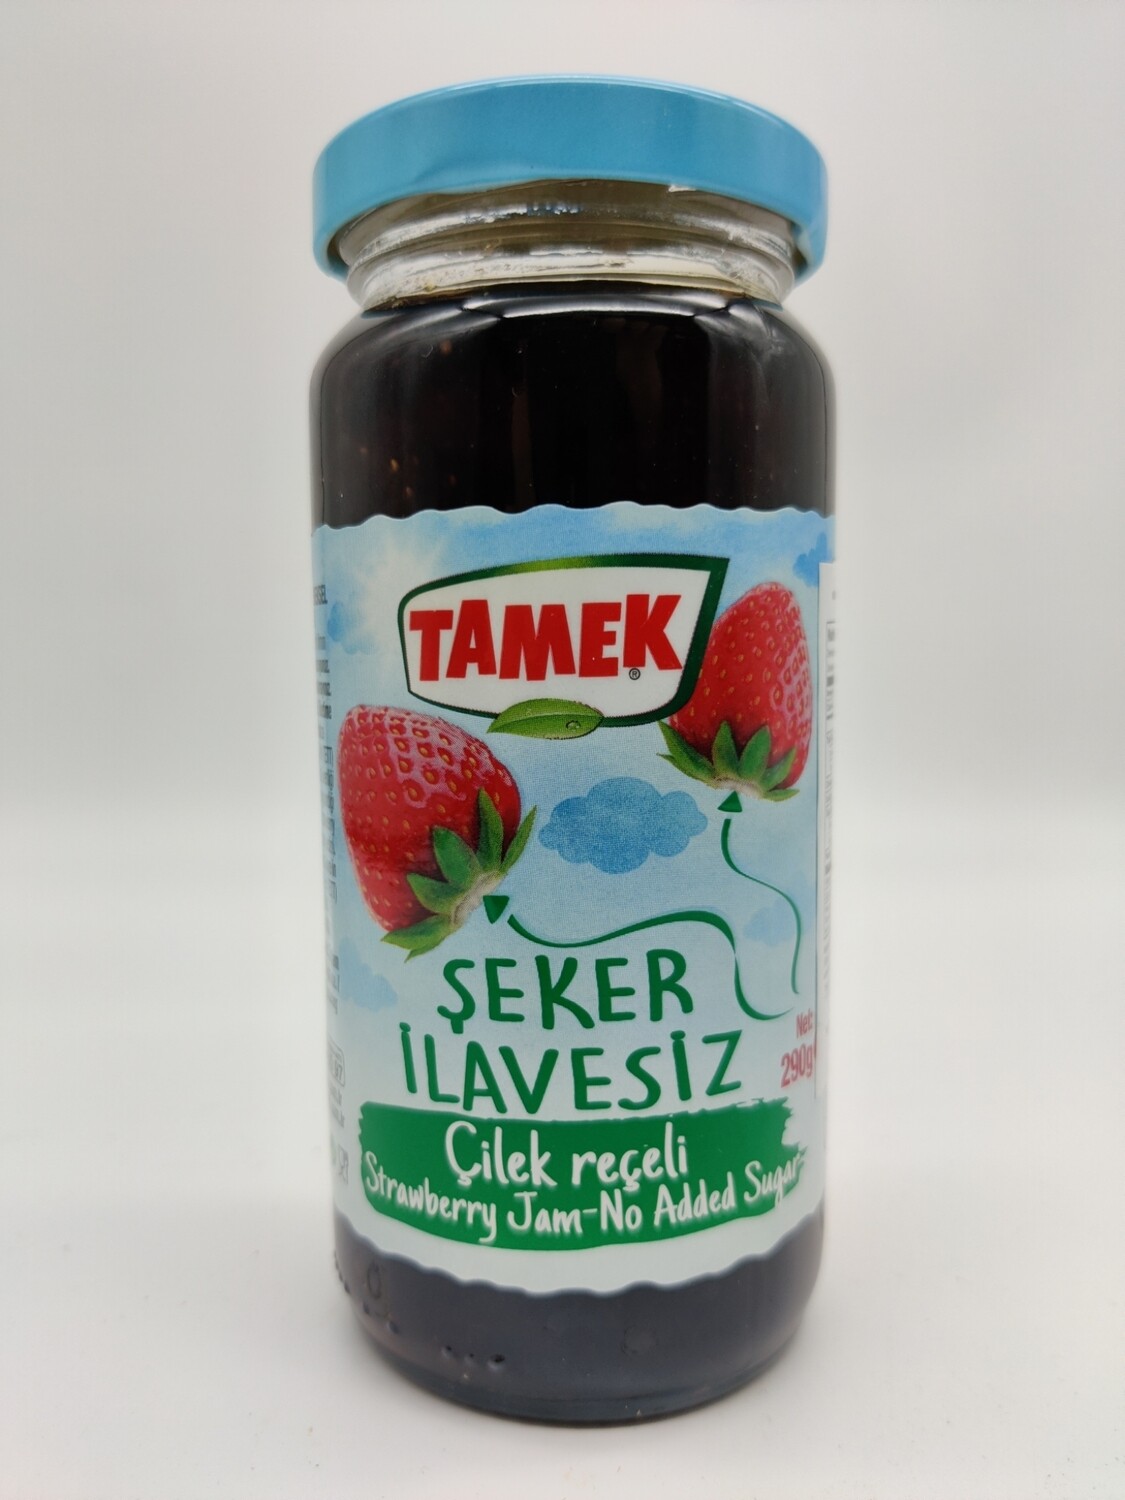 TAMEK
®
ŞEKER
İLAVESİZ
Net:
290g
Çilek reçeli
Strawberry Jam-No Added Sugar-